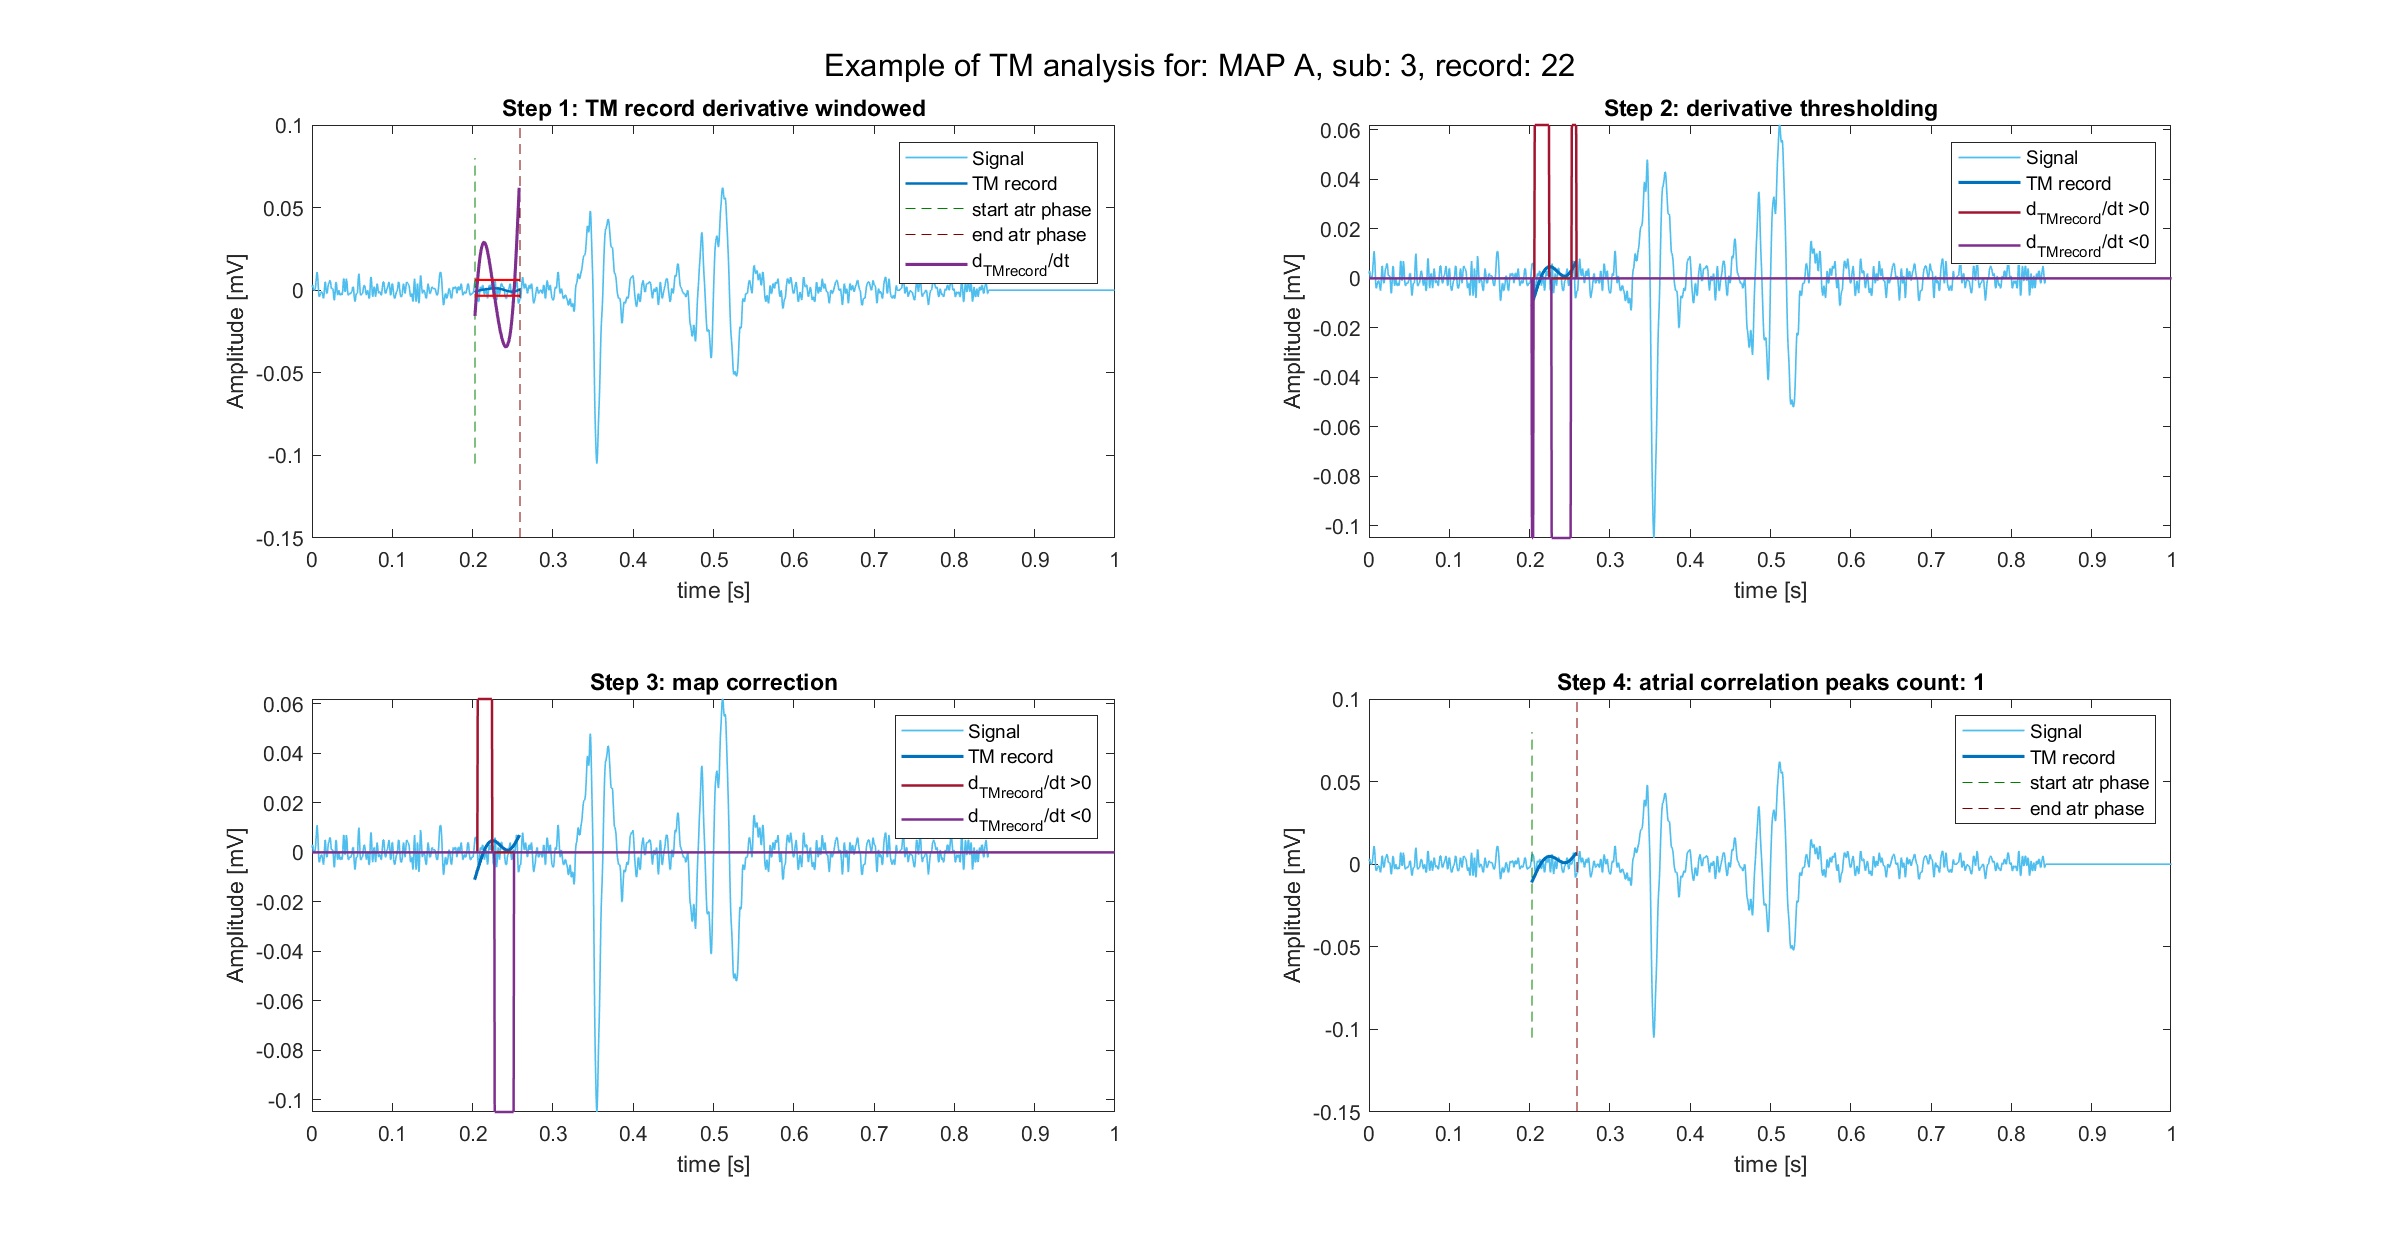 Example of TM analysis for: MAP A, sub: 3, record: 22
Step 1: TM record derivative windowed
0.1
0.05
0
-0.05
-0.1
-0.15
Amplitude [mV]
0 0.1 0.2 0.3 0.4 0.5 0.6 0.7 0.8 0.9 1
time [s]
Signal
TM record
start atr phase
end atr phase
dTMrecord/dt
Step 2: derivative thresholding
0.06
0.04
0.02
0
-0.02
-0.04
-0.06
-0.08
-0.1
Amplitude [mV]
0 0.1 0.2 0.3 0.4 0.5 0.6 0.7 0.8 0.9 1
time [s]
Signal
TM record
dTMrecord/dt >0
dTMrecord/dt <0
Step 3: map correction
0.06
0.04
0.02
0
-0.02
-0.04
-0.06
-0.08
-0.1
Amplitude [mV]
0 0.1 0.2 0.3 0.4 0.5 0.6 0.7 0.8 0.9 1
time [s]
Signal
TM record
dTMrecord/dt >0
dTMrecord/dt <0
Step 4: atrial correlation peaks count: 1
0.1
0.05
0
-0.05
-0.1
-0.15
Amplitude [mV]
0 0.1 0.2 0.3 0.4 0.5 0.6 0.7 0.8 0.9 1
time [s]
Signal
TM record
start atr phase
end atr phase